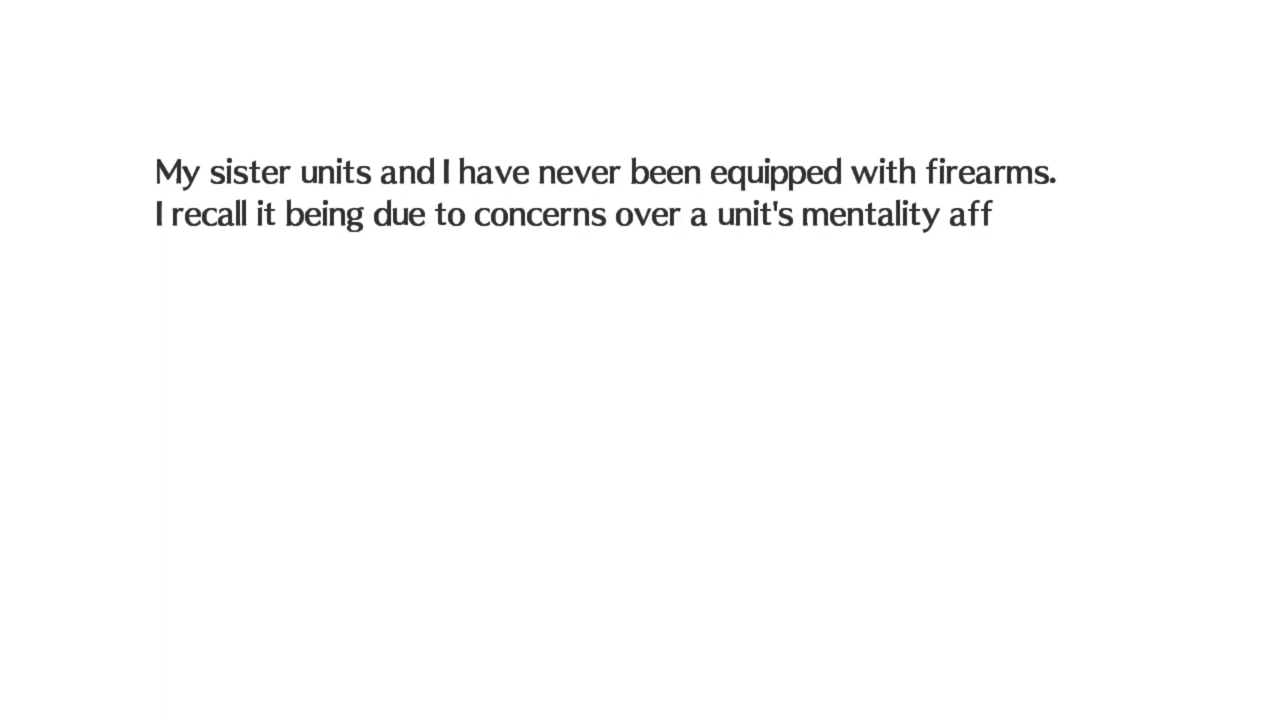 My sister units and I have never been equipped with firearms.
I recall it being due to concerns over a unit's mentality aff